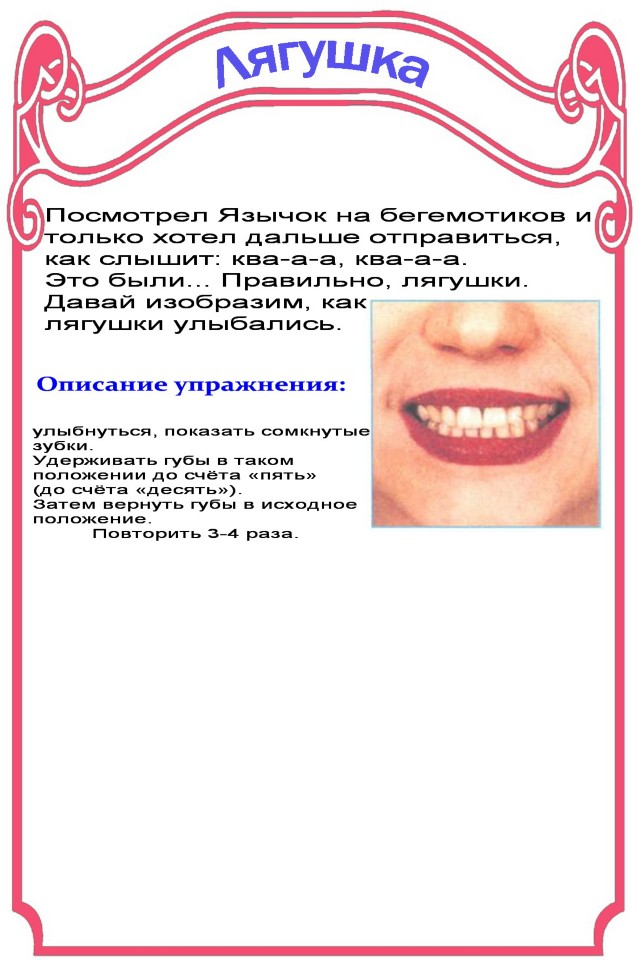 Лягушка
Посмотрел Язычок на бегемотиков и
только хотел дальше отправиться,
как слышит: ква-а-а, ква-а-а.
Это были... Правильно, лягушки.
Давай изобразим, как
лягушки улыбались.
Описание упражнения:
улыбнуться, показать сомкнутые
зубки.
Удерживать губы в таком
положении до счёта «пять»
(до счёта «десять»).
Затем вернуть губы в исходное
положение.
Повторить 3-4 раза.